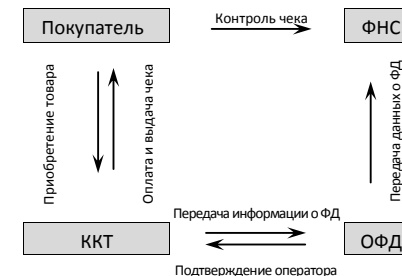 Покупатель
Контроль чека
ФНС
Приобретение товара
Оплата и выдача чека
Передача данных о ФД
Передача информации о ФД
ККТ
ОФД
Подтверждение оператора